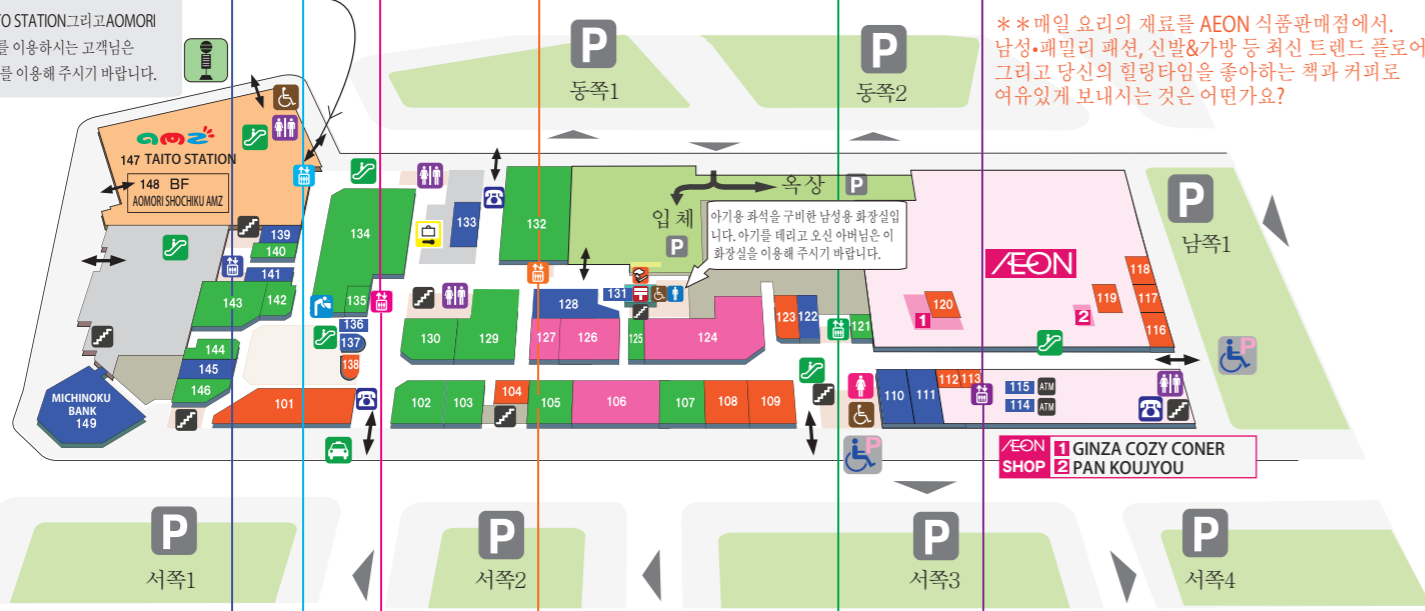 TO STATION그리고AOMORI
를 이용하시는 고객님은
를 이용해 주시기 바랍니다.
P
동쪽1
P
동쪽2
＊＊매일 요리의 재료를 AEON 식품판매점에서.
남성•패밀리 패션, 신발&가방 등 최신 트렌드 플로어
그리고 당신의 힐링타임을 좋아하는 책과 커피로
여유있게 보내시는 것은 어떤가요?
amz
147 TAITO STATION
148 BF
AOMORI SHOCHIKU AMZ
옥상 P
입체
P
아기용 좌석을 구비한 남성용 화장실입
니다. 아기를 데리고 오신 아버님은 이
화장실을 이용해 주시기 바랍니다.
P
남쪽1
AEON
139
140
141
142
143
144
145
146
MICHINOKU
BANK
149
134
135
136
137
138
133
132
131
130
129
128
127
126
125
124
123
122
121
120
1
119
2
118
117
116
P
101
102
103
104
105
106
107
108
109
110
111
112
113
115 ATM
114 ATM
P
AEON
SHOP
1 GINZA COZY CONER
2 PAN KOUJYOU
P
서쪽1
P
서쪽2
P
서쪽3
P
서쪽4